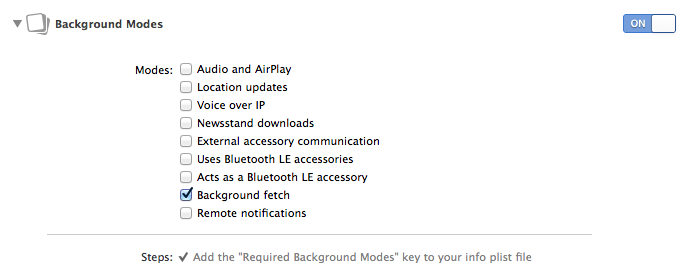 Background Modes
ON
Modes: Audio and AirPlay
Location updates
Voice over IP
Newsstand downloads
External accessory communication
Uses Bluetooth LE accessories
Acts as a Bluetooth LE accessory
Background fetch
Remote notifications
Steps: ✔ Add the "Required Background Modes" key to your info plist file